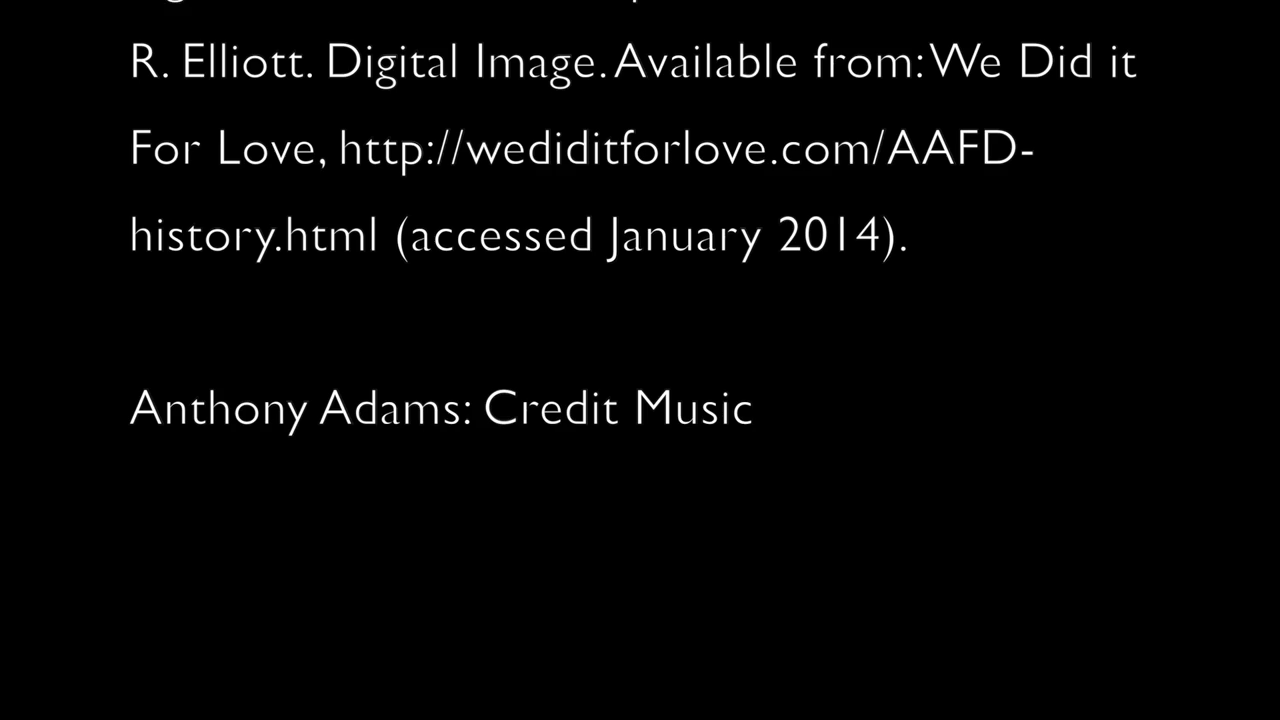 R. Elliott. Digital Image. Available from: We Did it
For Love, http://wediditforlove.com/AAFD-
history.html (accessed January 2014).
Anthony Adams: Credit Music